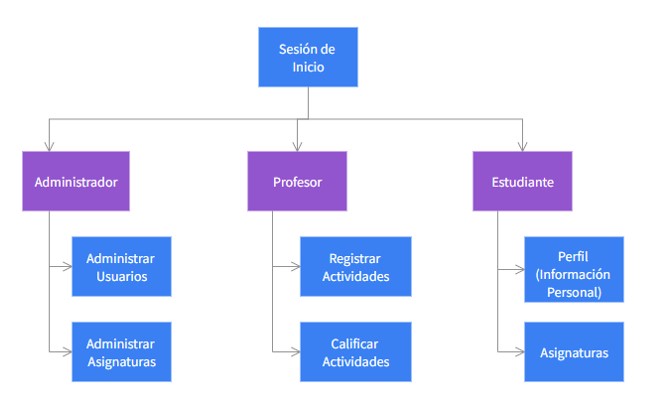 Sesión de
Inicio
Administrador
Profesor
Estudiante
Administrar
Usuarios
Registrar
Actividades
Perfil
(Información
Personal)
Administrar
Asignaturas
Calificar
Actividades
Asignaturas